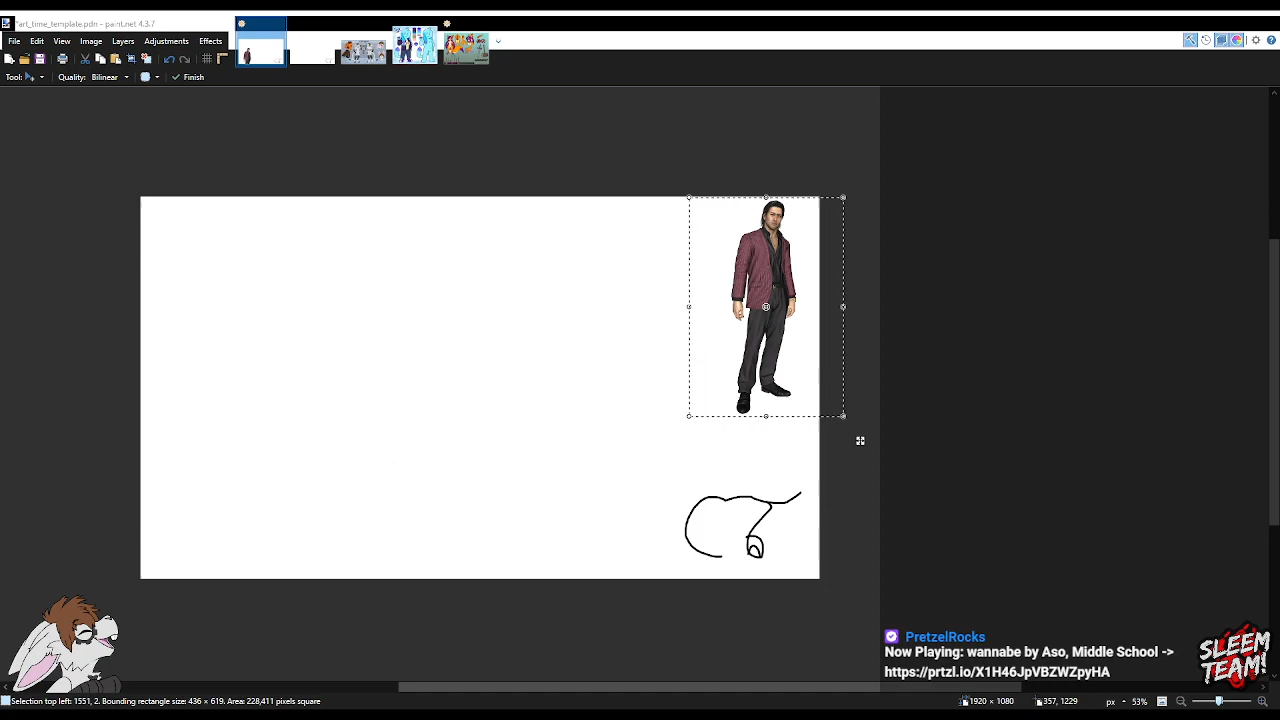 *art_time_template.pdn - paint.net 4.3.7
File Edit View Image Layers Adjustments Effects
Tool: Quality: Bilinear Finish
PretzelRocks
Now Playing: wannabe by Aso, Middle School ->
https://prtzl.io/X1H46JpVBZWZpyHA
SLEEM
TEAM!
Selection top left: 1551, 2. Bounding rectangle size: 436 × 619. Area: 228,411 pixels square
1920 × 1080 357, 1229 px 53%